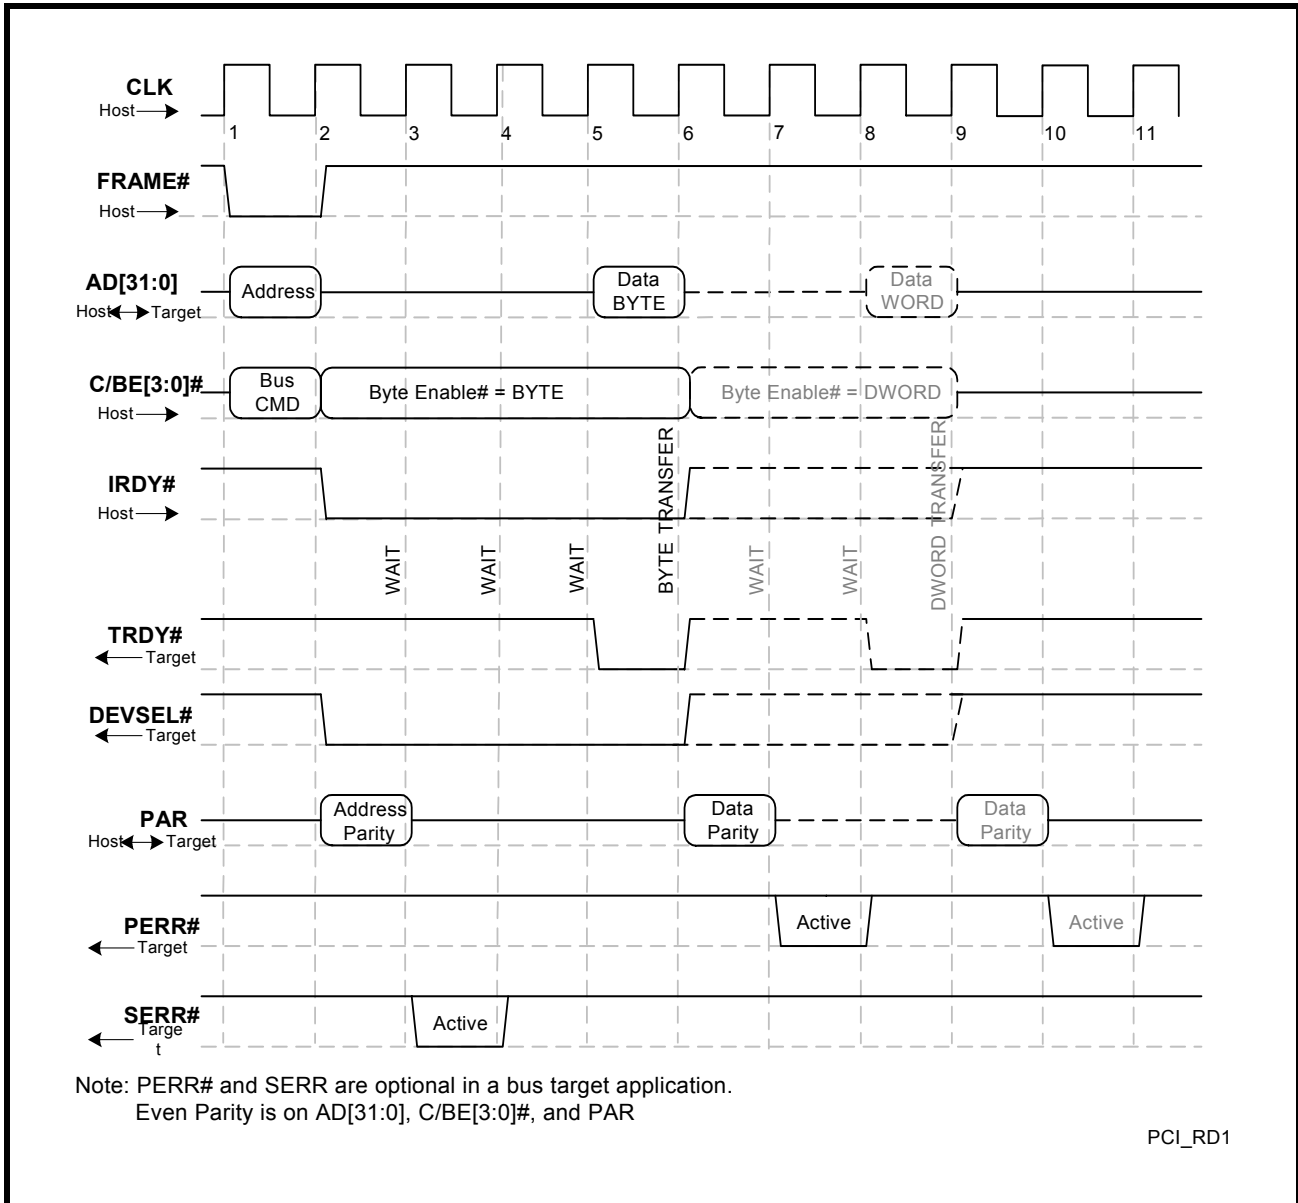 CLK
Host
1 2 3 4 5 6 7 8 9 10 11
FRAME#
Host
AD[31:0]
Host Target
Address
Data
BYTE
Data
WORD
C/BE[3:0]#
Host
Bus
CMD
Byte Enable# = BYTE
Byte Enable# = DWORD
IRDY#
Host
WAIT
WAIT
WAIT
BYTE TRANSFER
WAIT
WAIT
DWORD TRANSFER
TRDY#
Target
DEVSEL#
Target
PAR
Host Target
Address
Parity
Data
Parity
Data
Parity
PERR#
Target
Active
Active
SERR#
Targe
t
Active
Note: PERR# and SERR are optional in a bus target application.
Even Parity is on AD[31:0], C/BE[3:0]#, and PAR
PCI_RD1